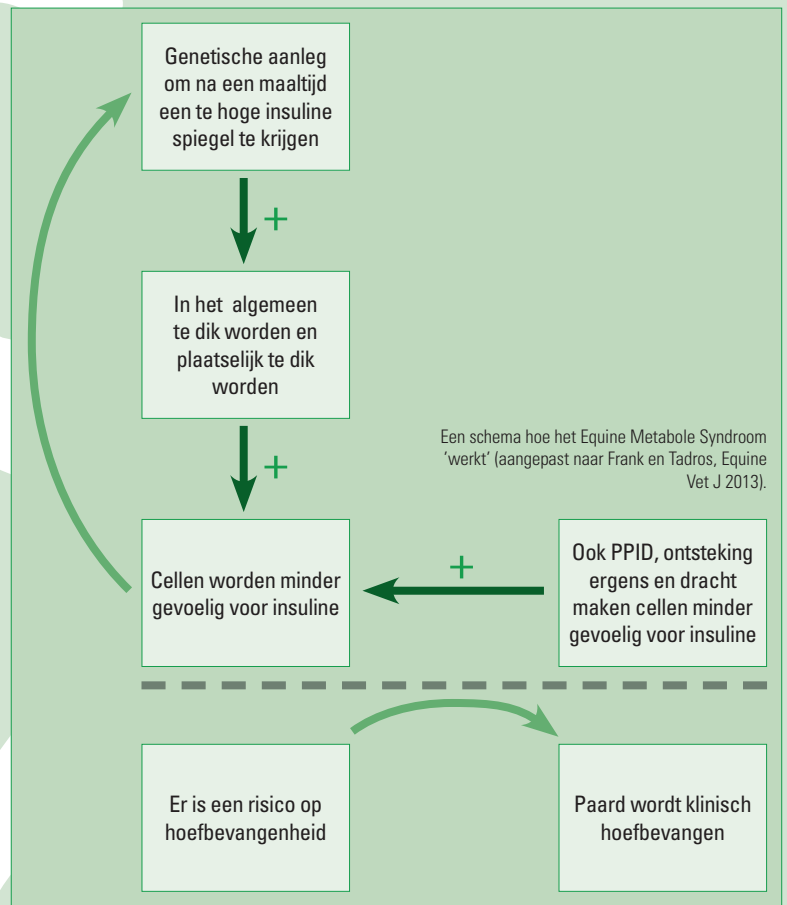 Genetische aanleg
om na een maaltijd
een te hoge insuline
spiegel te krijgen
+
In het algemeen
te dik worden en
plaatselijk te dik
worden
+
Een schema hoe het Equine Metabole Syndroom
‘werkt’ (aangepast naar Frank en Tadros, Equine
Vet J 2013).
Cellen worden minder
gevoelig voor insuline
+
Ook PPID, ontsteking
ergens en dracht
maken cellen minder
gevoelig voor insuline
Er is een risico op
hoefbevangenheid
Paard wordt klinisch
hoefbevangen